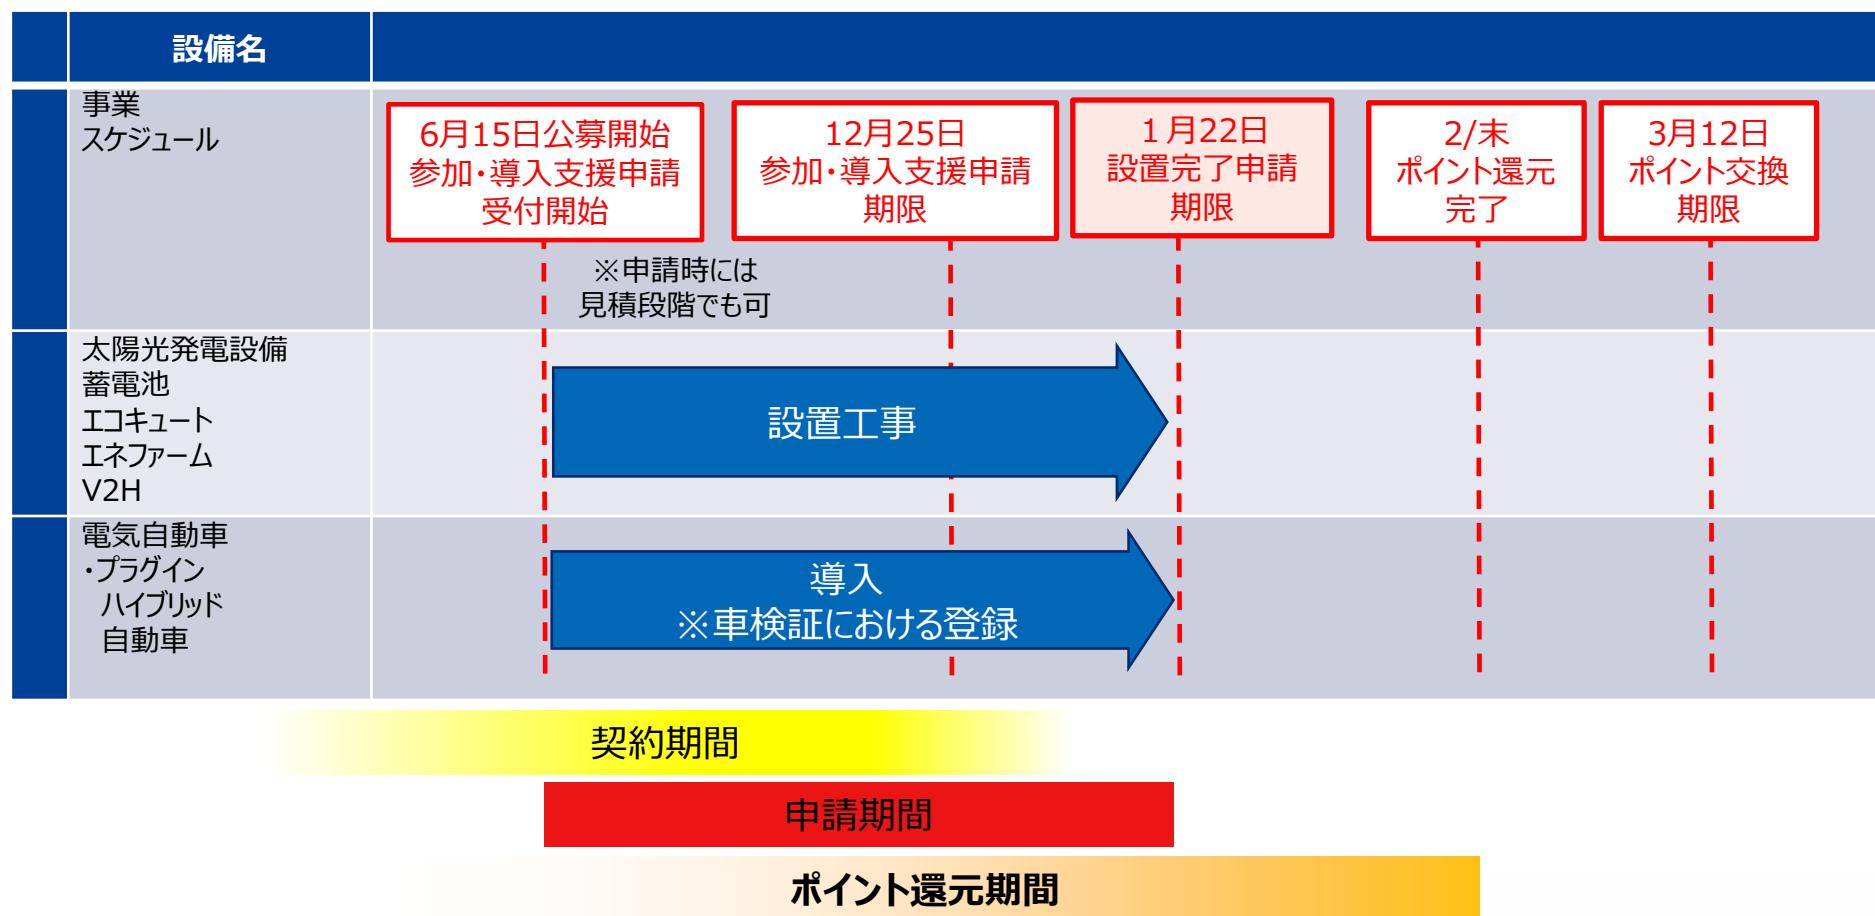 設備名
事業
スケジュール
6月15日公募開始
参加・導入支援申請
受付開始
12月25日
参加・導入支援申請
期限
１月22日
設置完了申請
期限
2/末
ポイント還元
完了
3月12日
ポイント交換
期限
※申請時には
見積段階でも可
太陽光発電設備
蓄電池
エコキュート
エネファーム
V2H
設置工事
電気自動車
・プラグイン
ハイブリッド
自動車
導入
※車検証における登録
契約期間
申請期間
ポイント還元期間